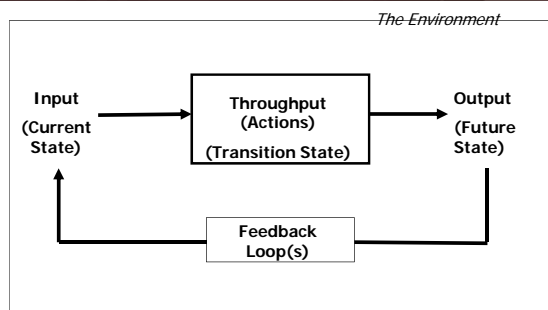 The Environment
Input
(Current
State)
Throughput
(Actions)
(Transition State)
Output
(Future
State)
Feedback
Loop(s)